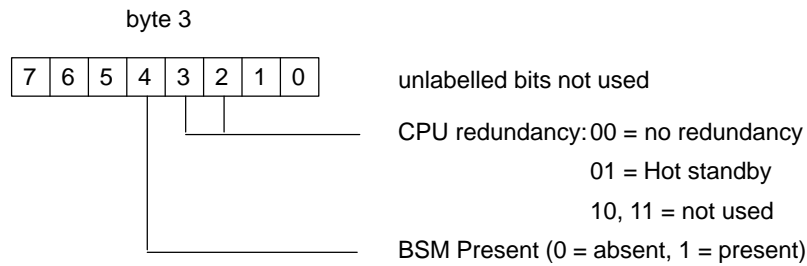 byte 3
7 6 5 4 3 2 1 0 unlabelled bits not used
CPU redundancy: 00 = no redundancy
01 = Hot standby
10, 11 = not used
BSM Present (0 = absent, 1 = present)